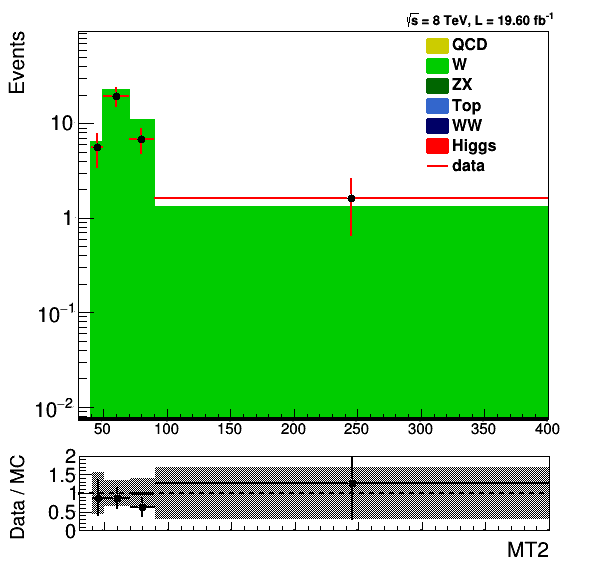 √s = 8 TeV, L = 19.60 fb⁻¹
Events
QCD
W
ZX
Top
WW
Higgs
data
10
1
10⁻¹
10⁻²
50 100 150 200 250 300 350 400
Data / MC
2
1.5
1
0.5
0
MT2